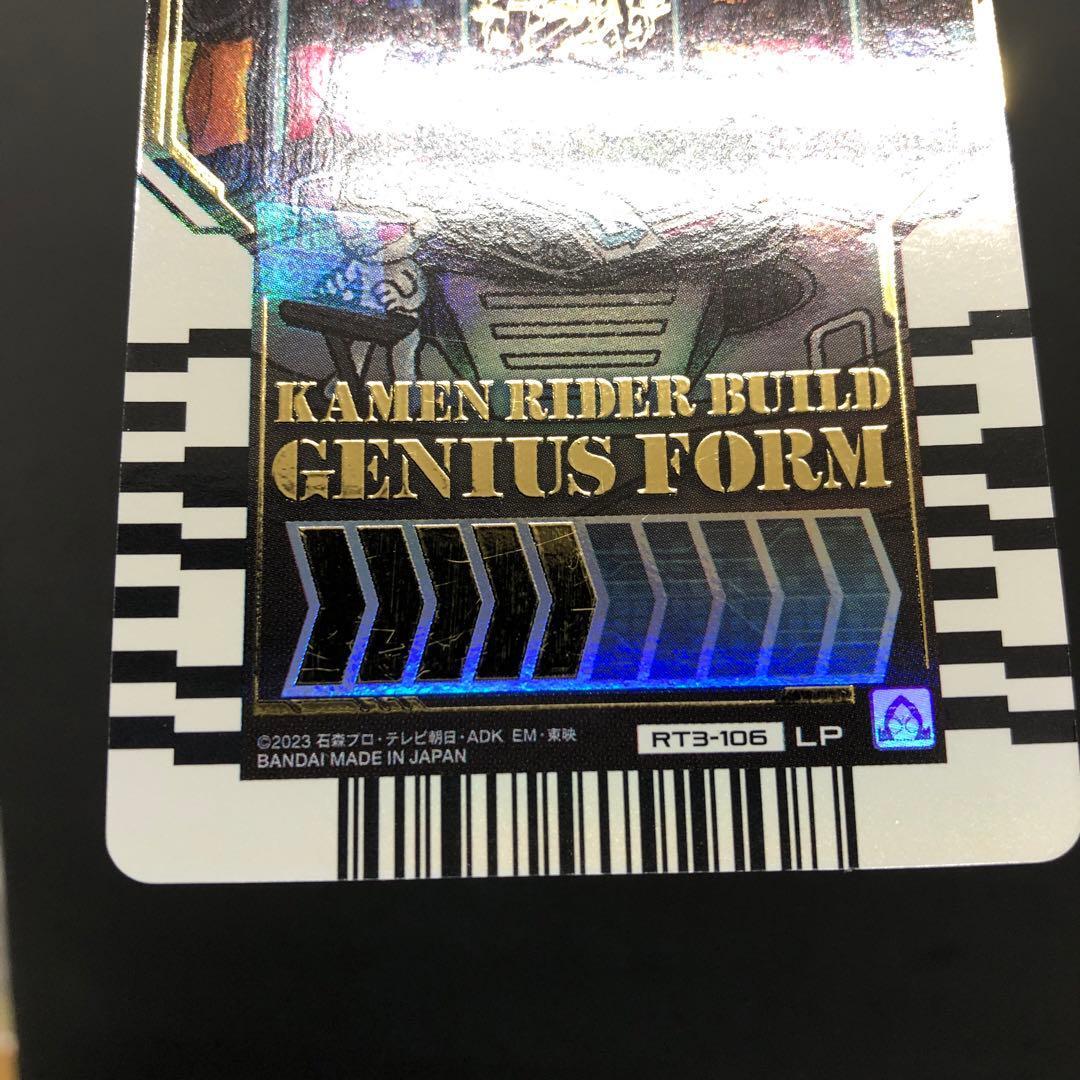 KAMEN RIDER BUILD
GENIUS FORM
©2023 石森プロ・テレビ朝日・ADK EM・東映
BANDAI MADE IN JAPAN
RT3-106 LP